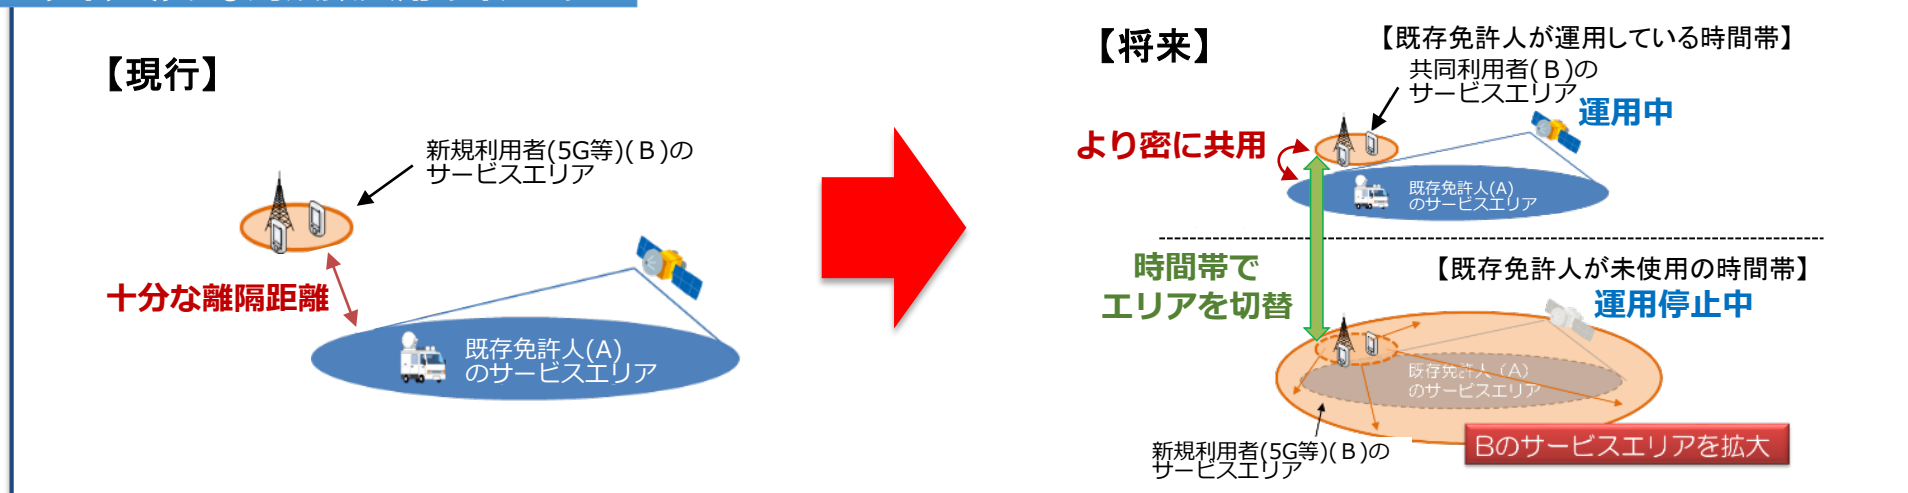 【現行】
新規利用者(5G等)(Ｂ)の
サービスエリア
十分な離隔距離
既存免許人(A)
のサービスエリア
【将来】
【既存免許人が運用している時間帯】
共同利用者(Ｂ)の
サービスエリア
運用中
より密に共用
既存免許人(A)
のサービスエリア
時間帯で
エリアを切替
【既存免許人が未使用の時間帯】
運用停止中
既存免許人（A）
のサービスエリア
新規利用者(5G等)(Ｂ)の
サービスエリア
Bのサービスエリアを拡大